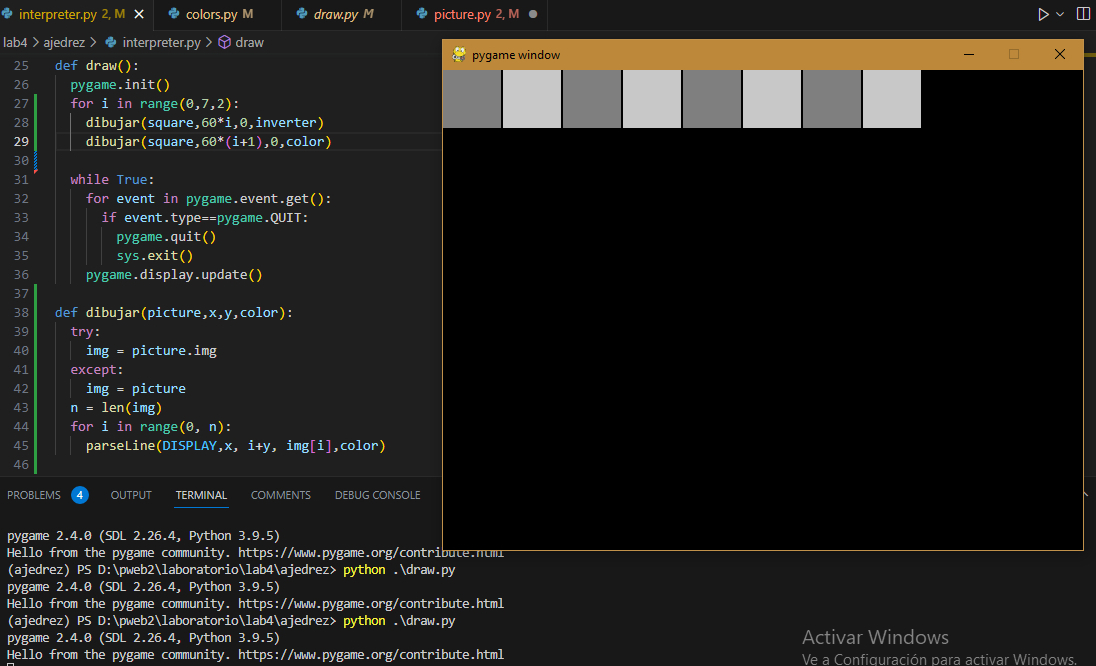 interpreter.py 2, M
colors.py M
draw.py M
picture.py 2, M
lab4 > ajedrez > interpreter.py > draw
pygame window
25 def draw():
26 pygame.init()
27 for i in range(0,7,2):
28 dibujar(square,60*i,0,inverter)
29 dibujar(square,60*(i+1),0,color)
30
31 while True:
32 for event in pygame.event.get():
33 if event.type==pygame.QUIT:
34 pygame.quit()
35 sys.exit()
36 pygame.display.update()
37
38 def dibujar(picture,x,y,color):
39 try:
40 img = picture.img
41 except:
42 img = picture
43 n = len(img)
44 for i in range(0, n):
45 parseLine(DISPLAY,x, i+y, img[i],color)
46
PROBLEMS 4 OUTPUT TERMINAL COMMENTS DEBUG CONSOLE
pygame 2.4.0 (SDL 2.26.4, Python 3.9.5)
Hello from the pygame community. https://www.pygame.org/contribute.html
(ajedrez) PS D:\pweb2\laboratorio\lab4\ajedrez> python .\draw.py
pygame 2.4.0 (SDL 2.26.4, Python 3.9.5)
Hello from the pygame community. https://www.pygame.org/contribute.html
(ajedrez) PS D:\pweb2\laboratorio\lab4\ajedrez> python .\draw.py
pygame 2.4.0 (SDL 2.26.4, Python 3.9.5)
Hello from the pygame community. https://www.pygame.org/contribute.html
Activar Windows
Ve a Configuración para activar Windows.